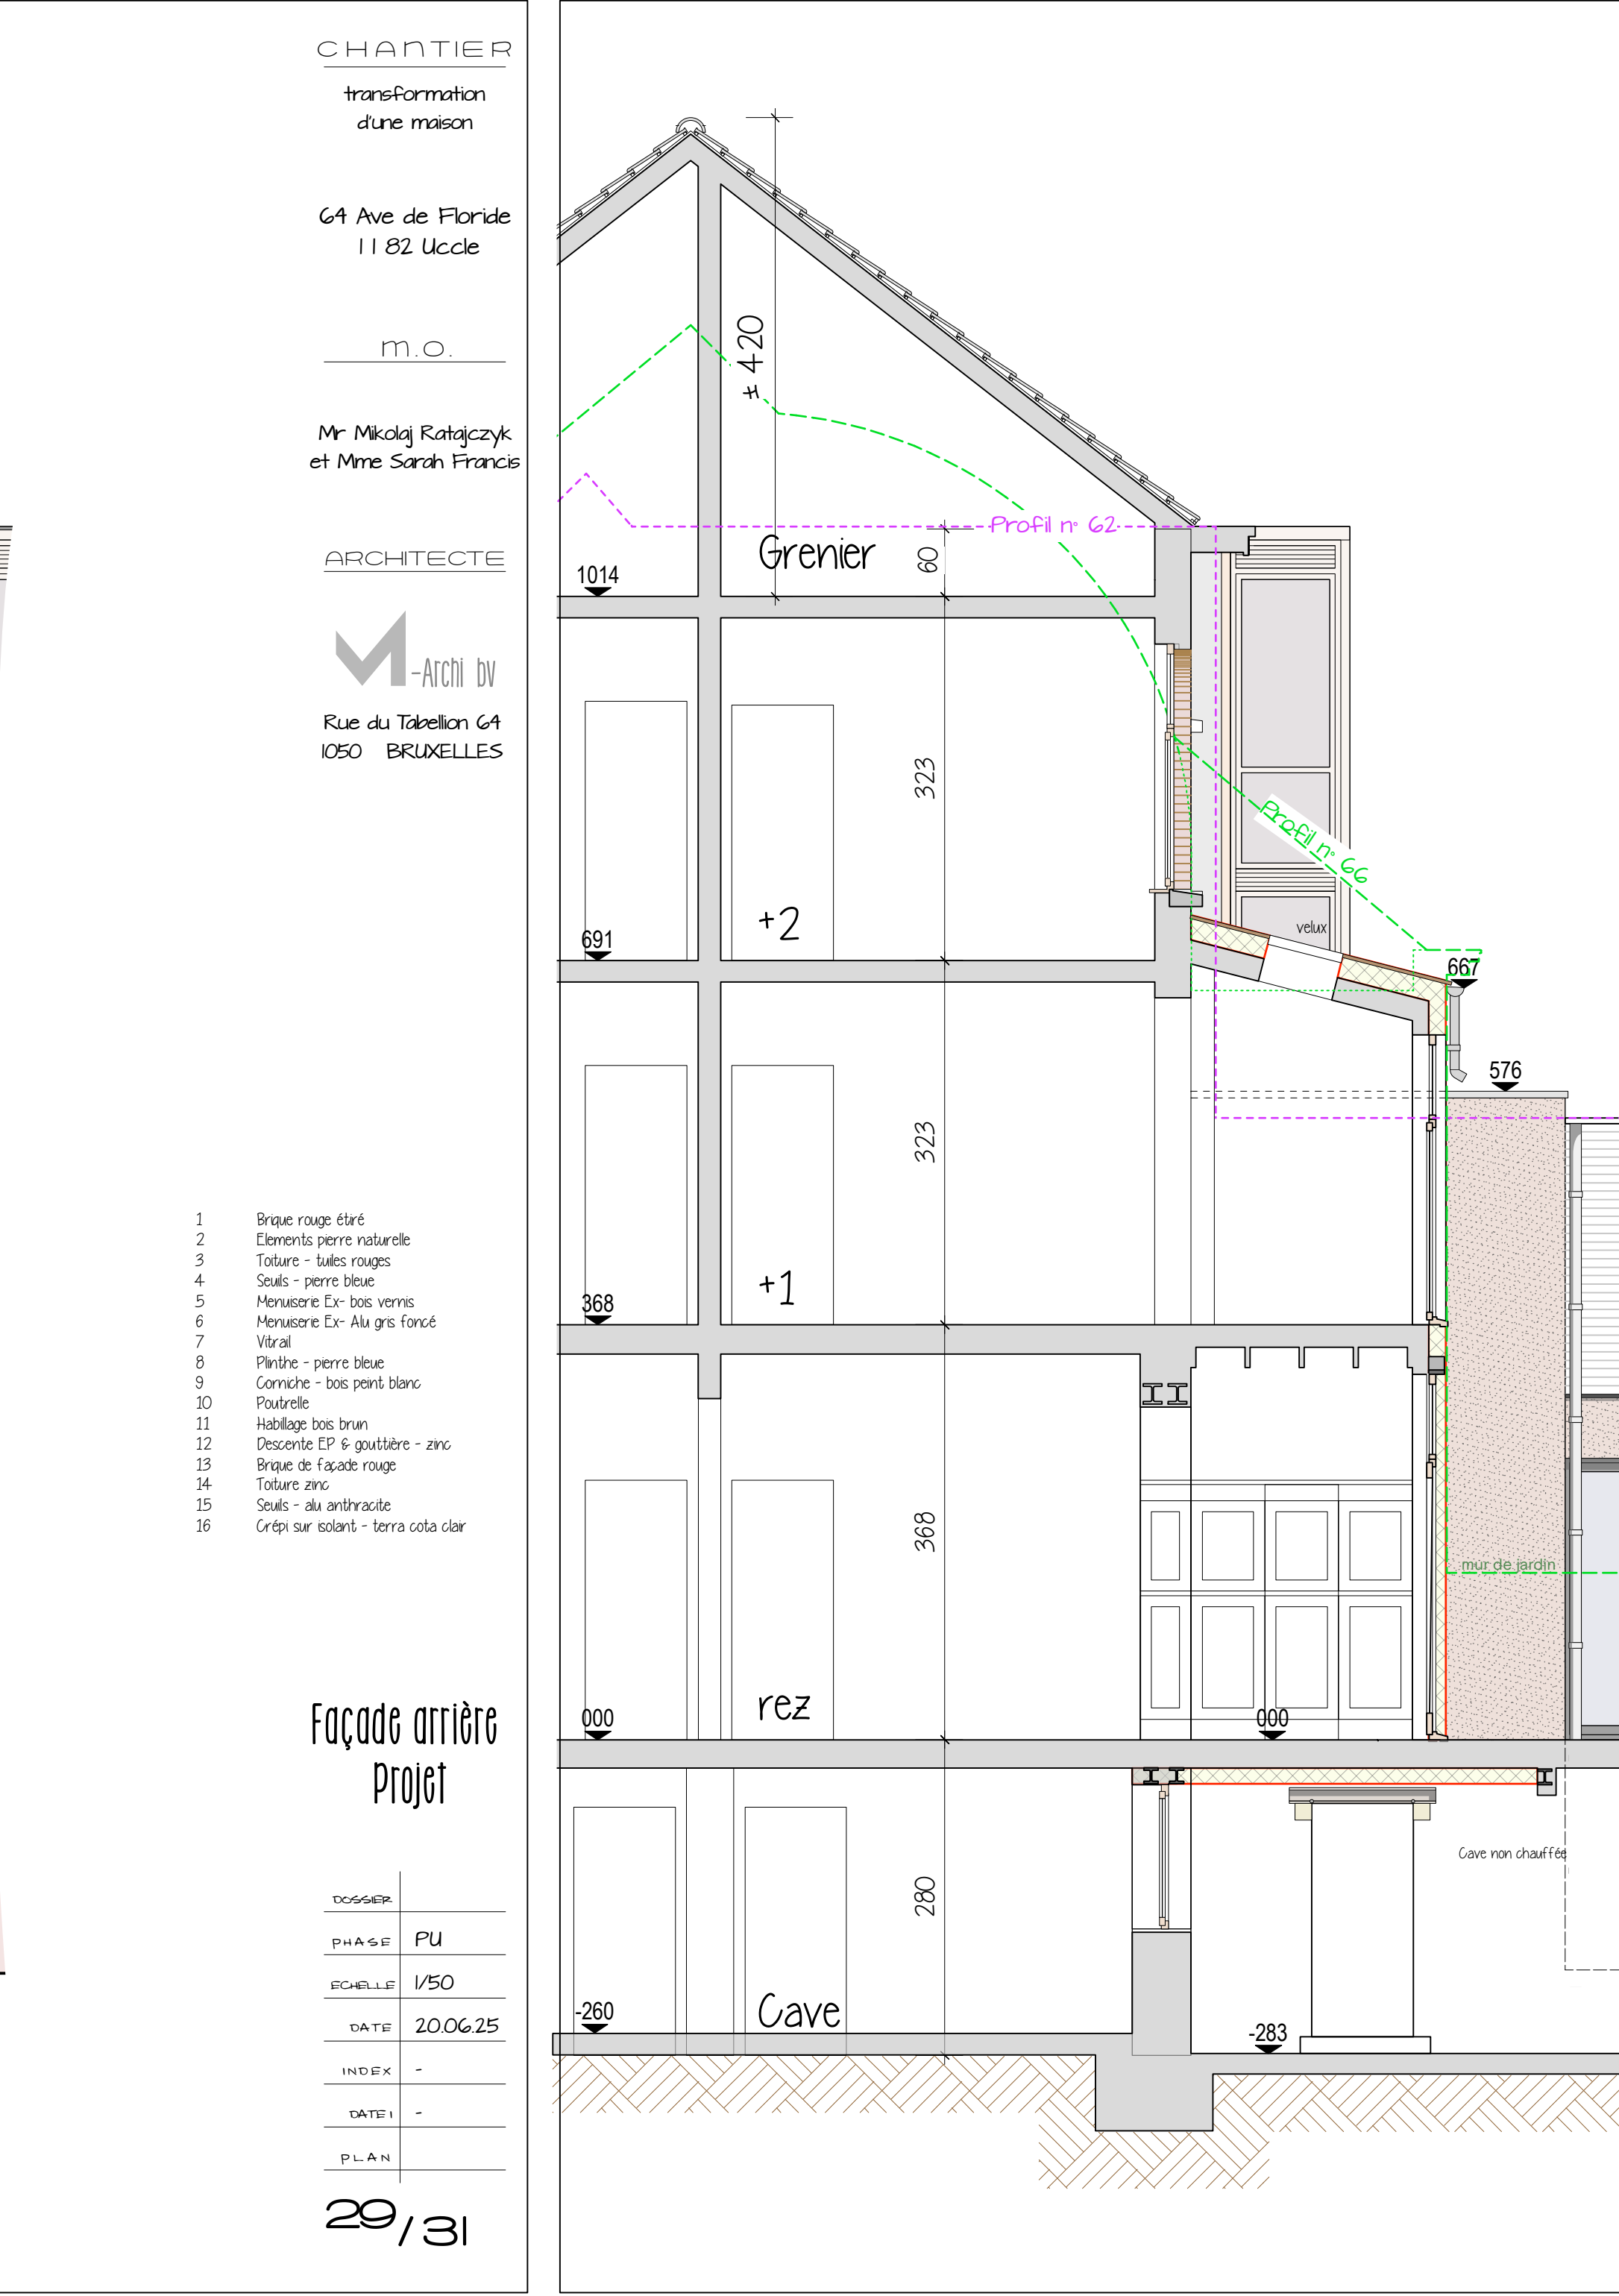 CHANTIER
transformation
d'une maison
64 Ave de Floride
1182 Uccle
m.o.
Mr Mikolaj Ratajczyk
et Mme Sarah Francis
ARCHITECTE
M-Archi bv
Rue du Tabellion 64
1050 BRUXELLES
1 Brique rouge étiré
2 Elements pierre naturelle
3 Toiture - tuiles rouges
4 Seuils - pierre bleue
5 Menuiserie Ex- bois vernis
6 Menuiserie Ex- Alu gris foncé
7 Vitrail
8 Plinthe - pierre bleue
9 Corniche - bois peint blanc
10 Poutrelle
11 Habillage bois brun
12 Descente EP & gouttière - zinc
13 Brique de façade rouge
14 Toiture zinc
15 Seuils - alu anthracite
16 Crépi sur isolant - terra cota clair
Façade arrière
Projet
DOSSIER
PHASE PU
ECHELLE 1/50
DATE 20.06.25
INDEX -
DATE1 -
PLAN
29/31
± 420
Profil n° 62
Grenier
60
1014
323
Profil n° 66
+2
velux
691
667
576
323
+1
368
368
mur de jardin
rez
000
000
Cave non chauffée
280
Cave
-260
-283